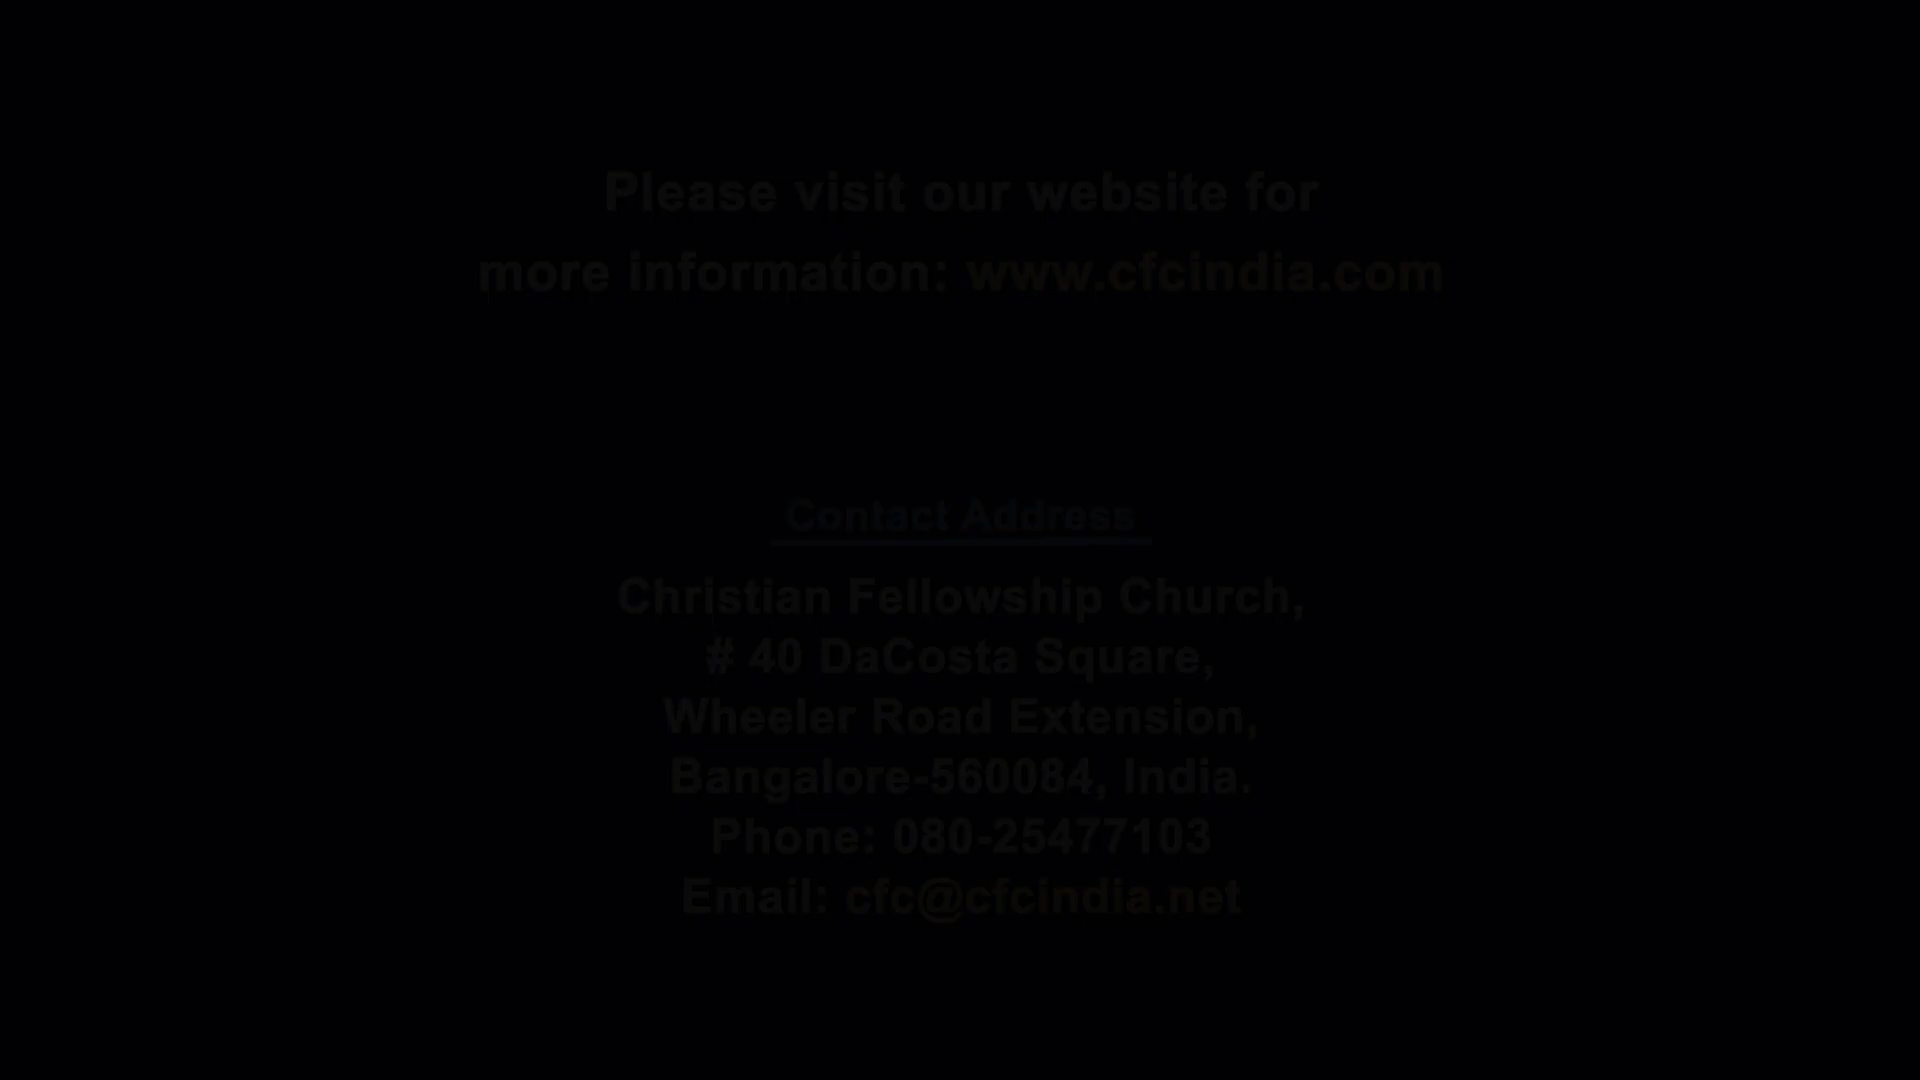 Please visit our website for
more information: www.cfcindia.com
Contact Address
Christian Fellowship Church,
# 40 DaCosta Square,
Wheeler Road Extension,
Bangalore-560084, India.
Phone: 080-25477103
Email: cfc@cfcindia.net